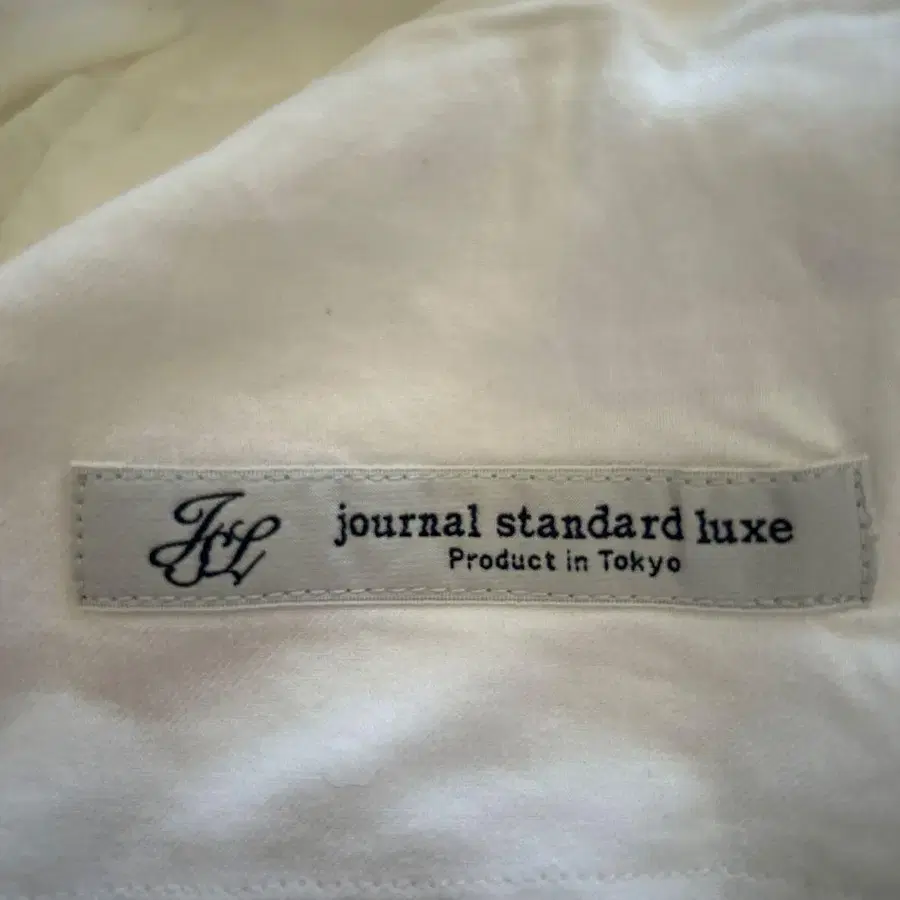 JSL
journal standard luxe
Product in Tokyo